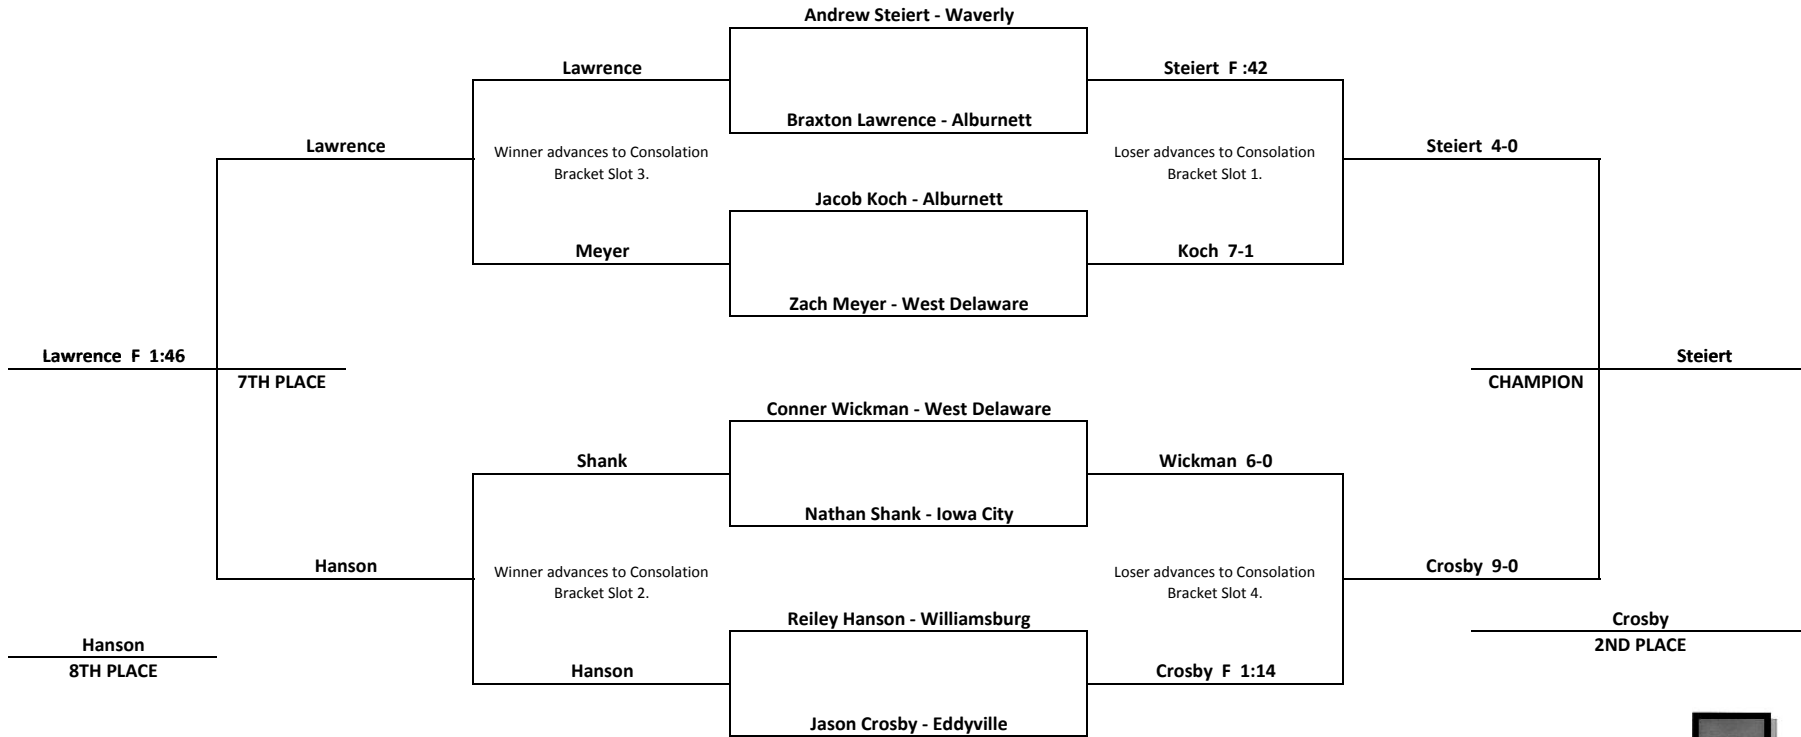 Andrew Steiert - Waverly
Lawrence
Steiert F :42
Braxton Lawrence - Alburnett
Lawrence
Winner advances to Consolation
Bracket Slot 3.
Loser advances to Consolation
Bracket Slot 1.
Steiert 4-0
Jacob Koch - Alburnett
Meyer
Koch 7-1
Zach Meyer - West Delaware
Lawrence F 1:46
7TH PLACE
Steiert
CHAMPION
Conner Wickman - West Delaware
Shank
Wickman 6-0
Nathan Shank - Iowa City
Hanson
Winner advances to Consolation
Bracket Slot 2.
Loser advances to Consolation
Bracket Slot 4.
Crosby 9-0
Reiley Hanson - Williamsburg
Crosby
2ND PLACE
Hanson
8TH PLACE
Hanson
Crosby F 1:14
Jason Crosby - Eddyville